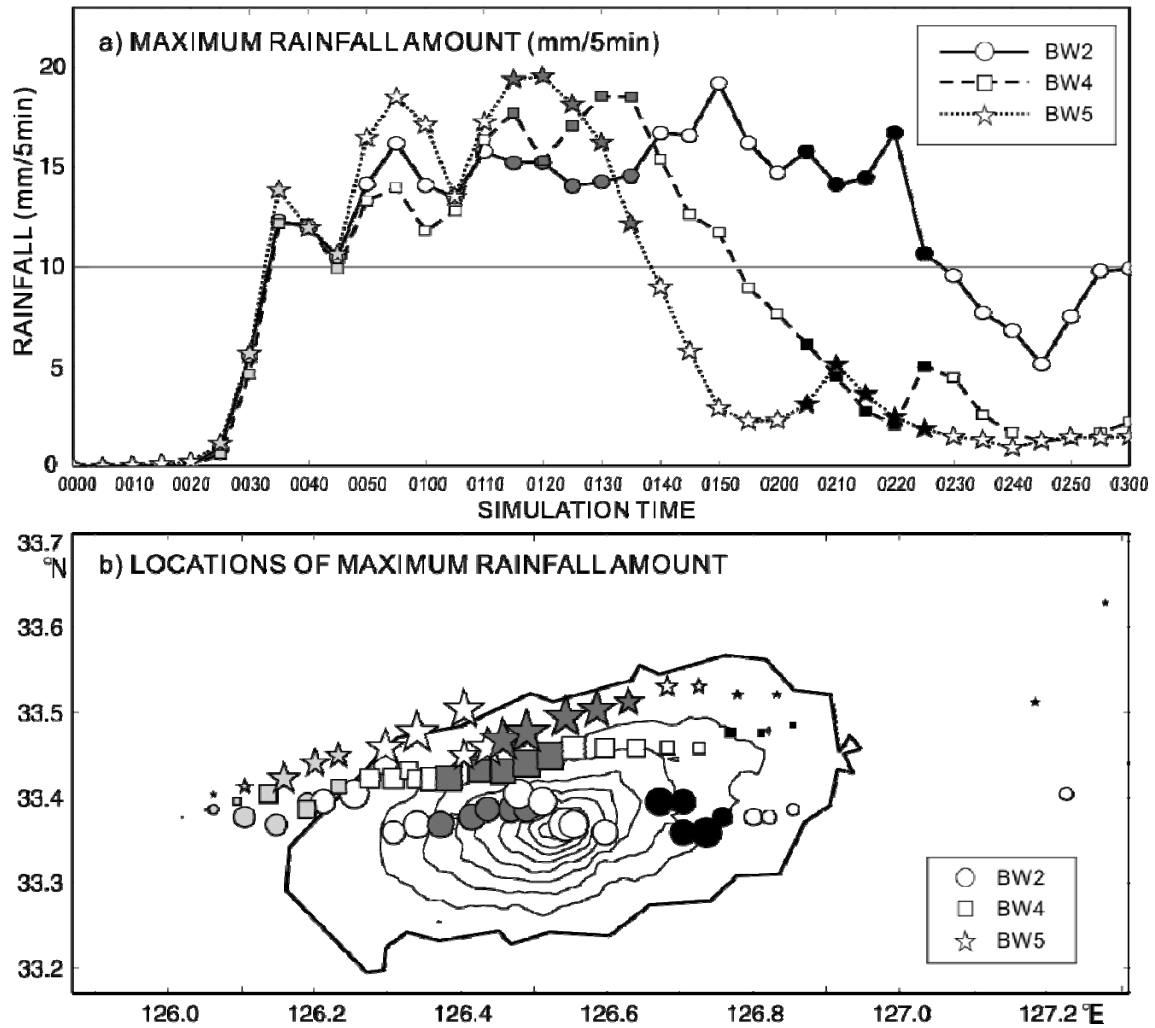 a) MAXIMUM RAINFALL AMOUNT (mm/5min)
BW2
BW4
BW5
RAINFALL (mm/5min)
20
15
10
5
0
0000 0010 0020 0030 0040 0050 0100 0110 0120 0130 0140 0150 0200 0210 0220 0230 0240 0250 0300
SIMULATION TIME
33.7
°N
b) LOCATIONS OF MAXIMUM RAINFALL AMOUNT
33.6
33.5
33.4
33.3
33.2
BW2
BW4
BW5
126.0 126.6 126.4 126.6 126.8 127.0 127.2 °E